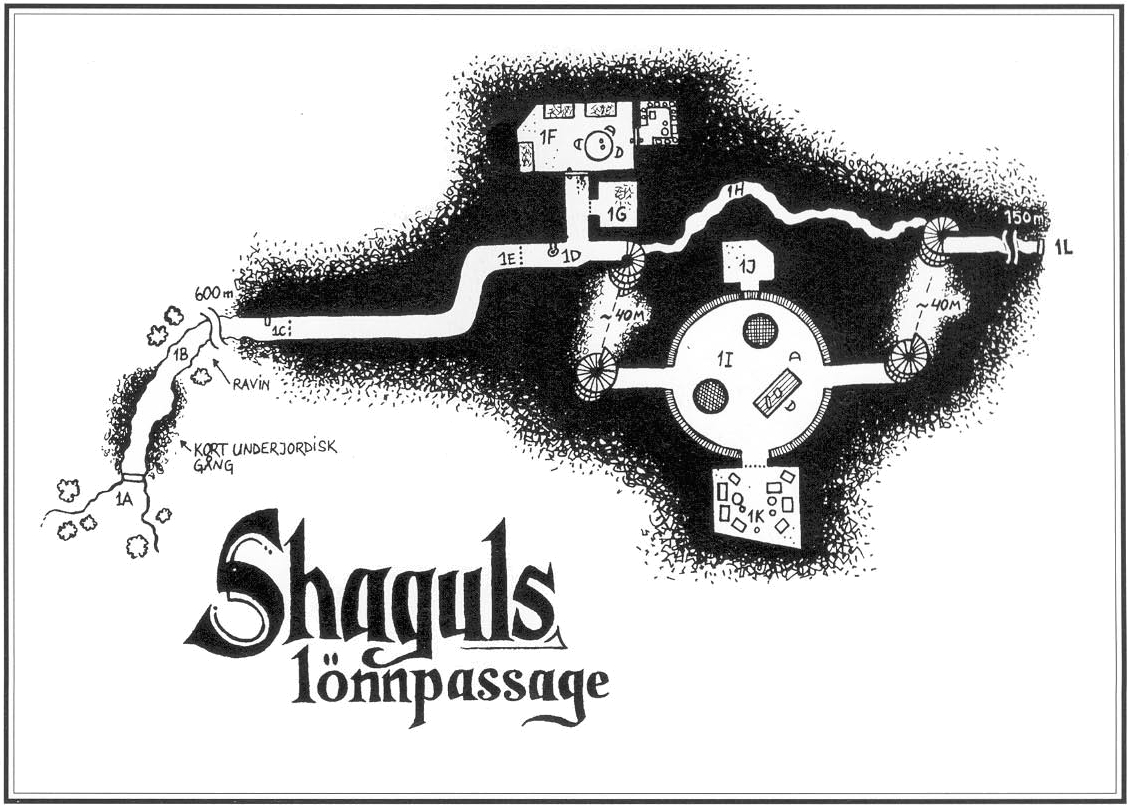 1F
1G
1H
150m
1L
1E
1D
1J
600m
~40M
~40M
1C
1B
1I
RAVIN
KORT UNDERJORDISK
GÅNG
1A
1K
Shaguls
lönnpassage